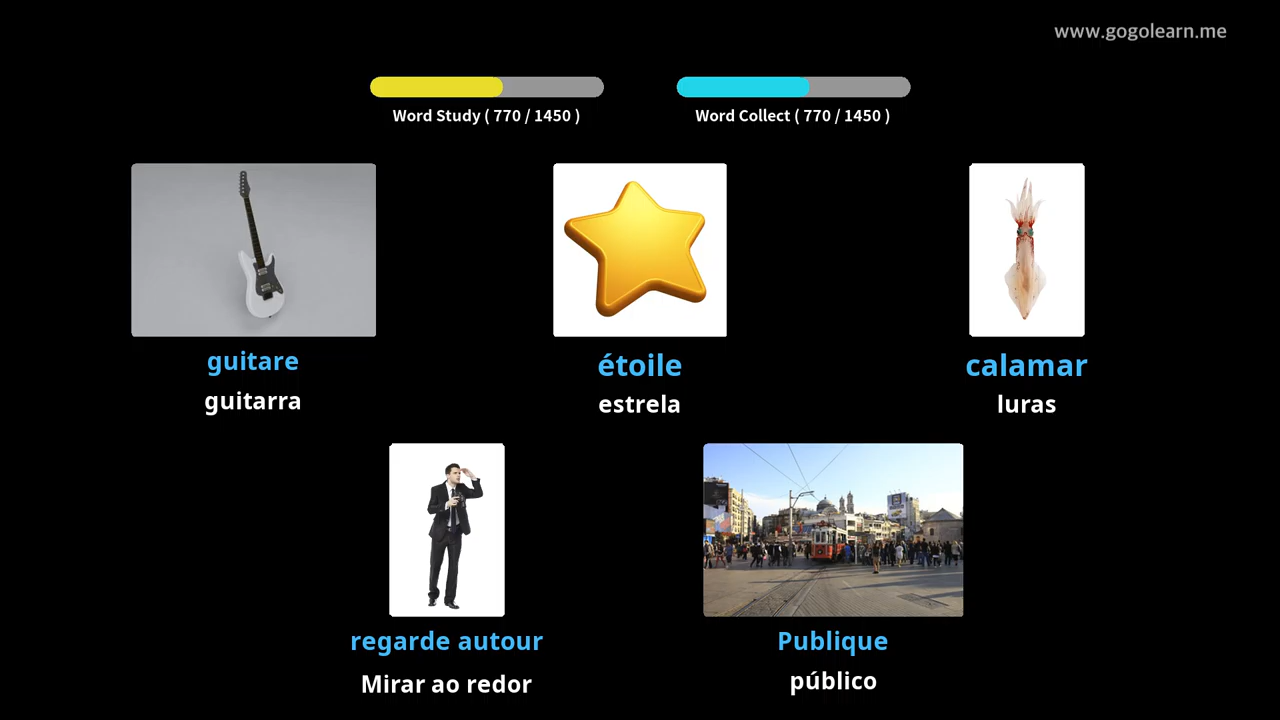 www.gogolearn.me
Word Study ( 770 / 1450 )
Word Collect ( 770 / 1450 )
guitare
guitarra
étoile
estrela
calamar
luras
regarde autour
Mirar ao redor
Publique
público